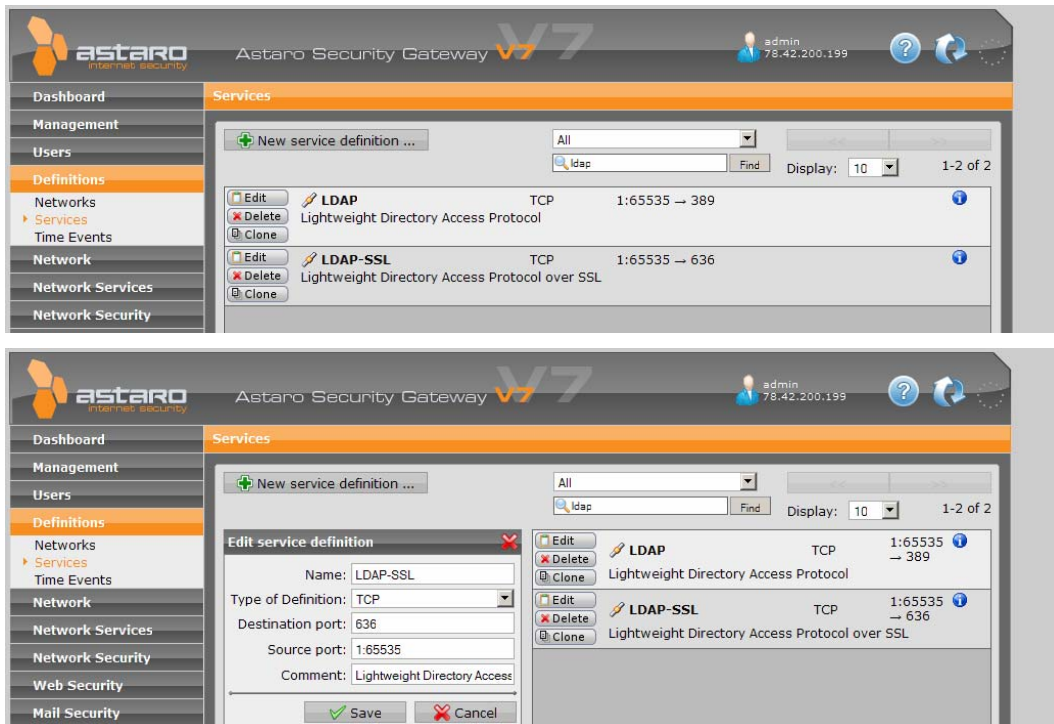 astaro
internet security
Astaro Security Gateway V7
V7
admin
78.42.200.199
?
Dashboard
Management
Users
Definitions
Networks
Services
Time Events
Network
Network Services
Network Security
Services
New service definition ...
All
<< >>
ldap
Find
Display: 10
1-2 of 2
Edit
Delete
Clone
LDAP TCP 1:65535 → 389
Lightweight Directory Access Protocol
Edit
Delete
Clone
LDAP-SSL TCP 1:65535 → 636
Lightweight Directory Access Protocol over SSL
astaro
internet security
Astaro Security Gateway V7
V7
admin
78.42.200.199
?
Dashboard
Management
Users
Definitions
Networks
Services
Time Events
Network
Network Services
Network Security
Web Security
Mail Security
Services
New service definition ...
All
<< >>
ldap
Find
Display: 10
1-2 of 2
Edit service definition
Name: LDAP-SSL
Type of Definition: TCP
Destination port: 636
Source port: 1:65535
Comment: Lightweight Directory Access
Save
Cancel
Edit
Delete
Clone
LDAP TCP 1:65535
→ 389
Lightweight Directory Access Protocol
Edit
Delete
Clone
LDAP-SSL TCP 1:65535
→ 636
Lightweight Directory Access Protocol over SSL